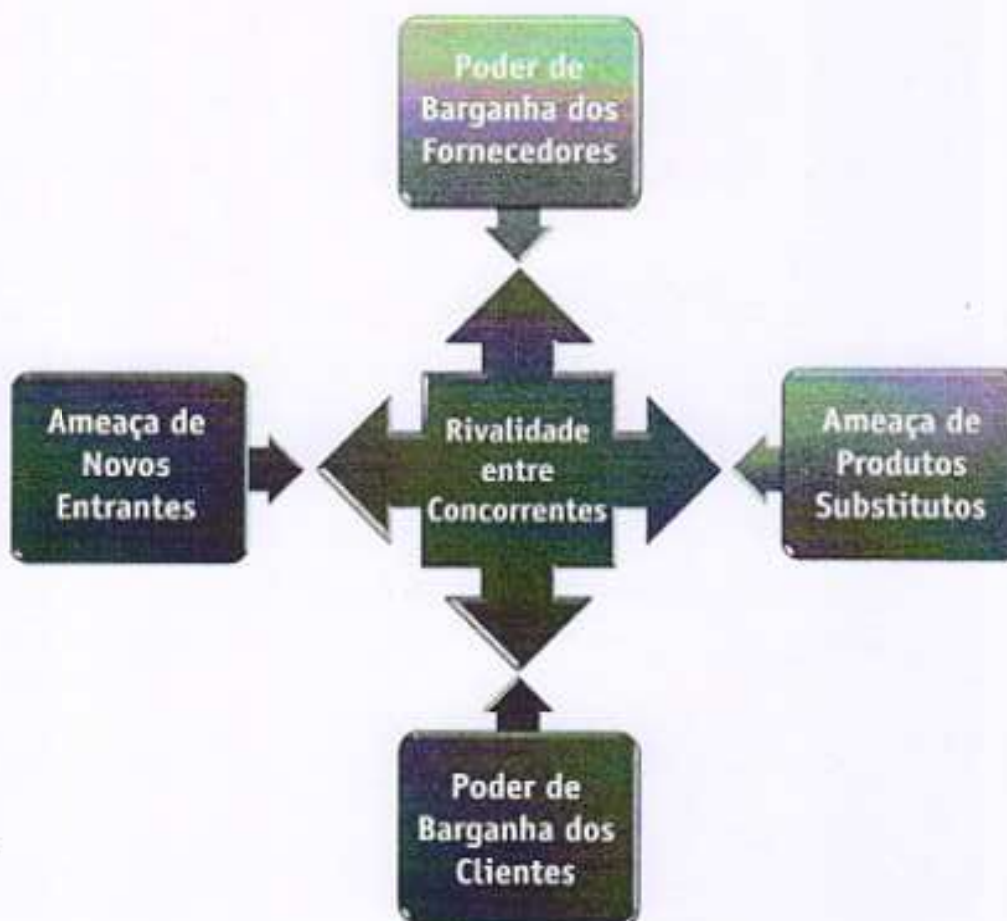 Poder de
Barganha dos
Fornecedores
Ameaça de
Novos
Entrantes
Rivalidade
entre
Concorrentes
Ameaça de
Produtos
Substitutos
Poder de
Barganha dos
Clientes